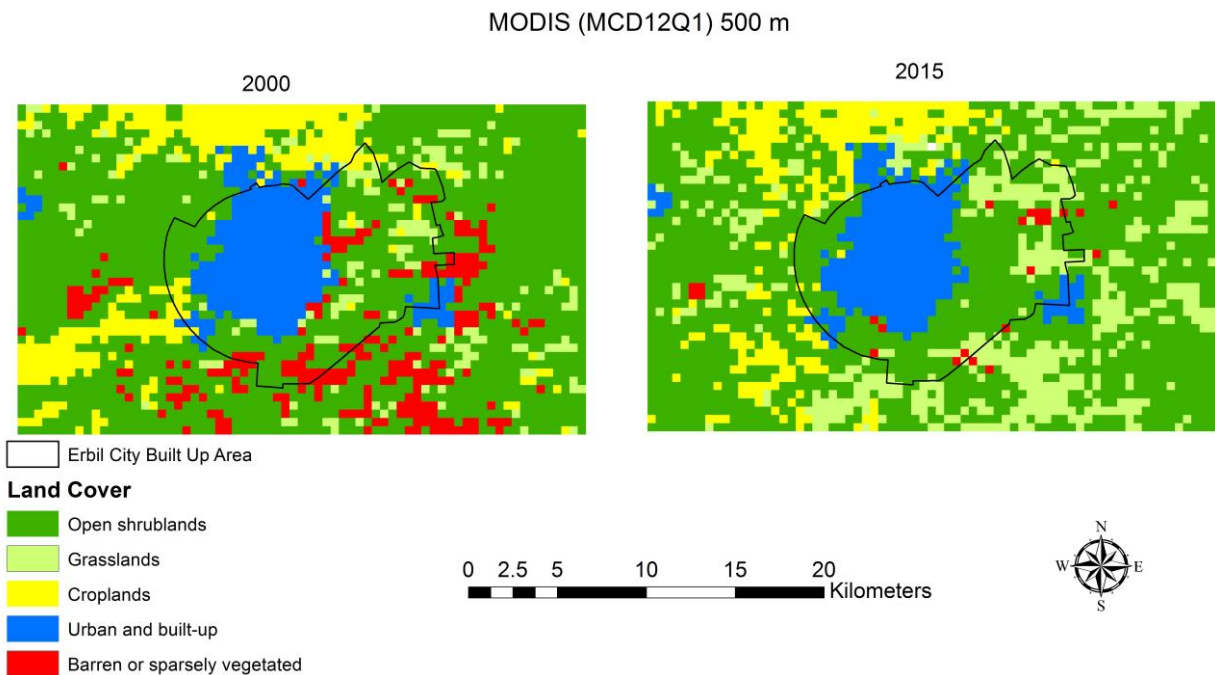 MODIS (MCD12Q1) 500 m
2000
2015
Erbil City Built Up Area
Land Cover
Open shrublands
Grasslands
Croplands
Urban and built-up
Barren or sparsely vegetated
0 2.5 5 10 15 20
Kilometers
N
W E
S